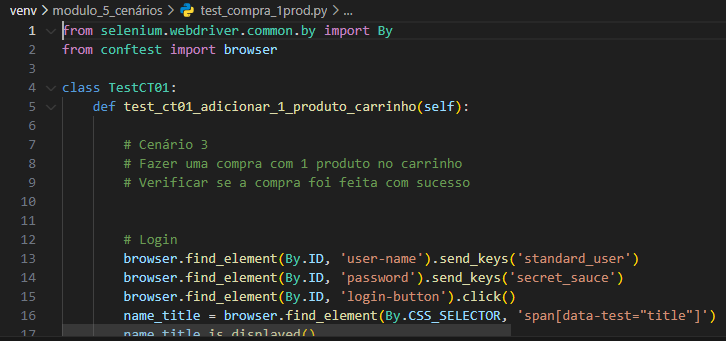 venv > modulo_5_cenários > test_compra_1prod.py > ...
1 from selenium.webdriver.common.by import By
2 from conftest import browser
3
4 class TestCT01:
5 def test_ct01_adicionar_1_produto_carrinho(self):
6
7 # Cenário 3
8 # Fazer uma compra com 1 produto no carrinho
9 # Verificar se a compra foi feita com sucesso
10
11
12 # Login
13 browser.find_element(By.ID, 'user-name').send_keys('standard_user')
14 browser.find_element(By.ID, 'password').send_keys('secret_sauce')
15 browser.find_element(By.ID, 'login-button').click()
16 name_title = browser.find_element(By.CSS_SELECTOR, 'span[data-test="title"]')
17 name_title.is_displayed()